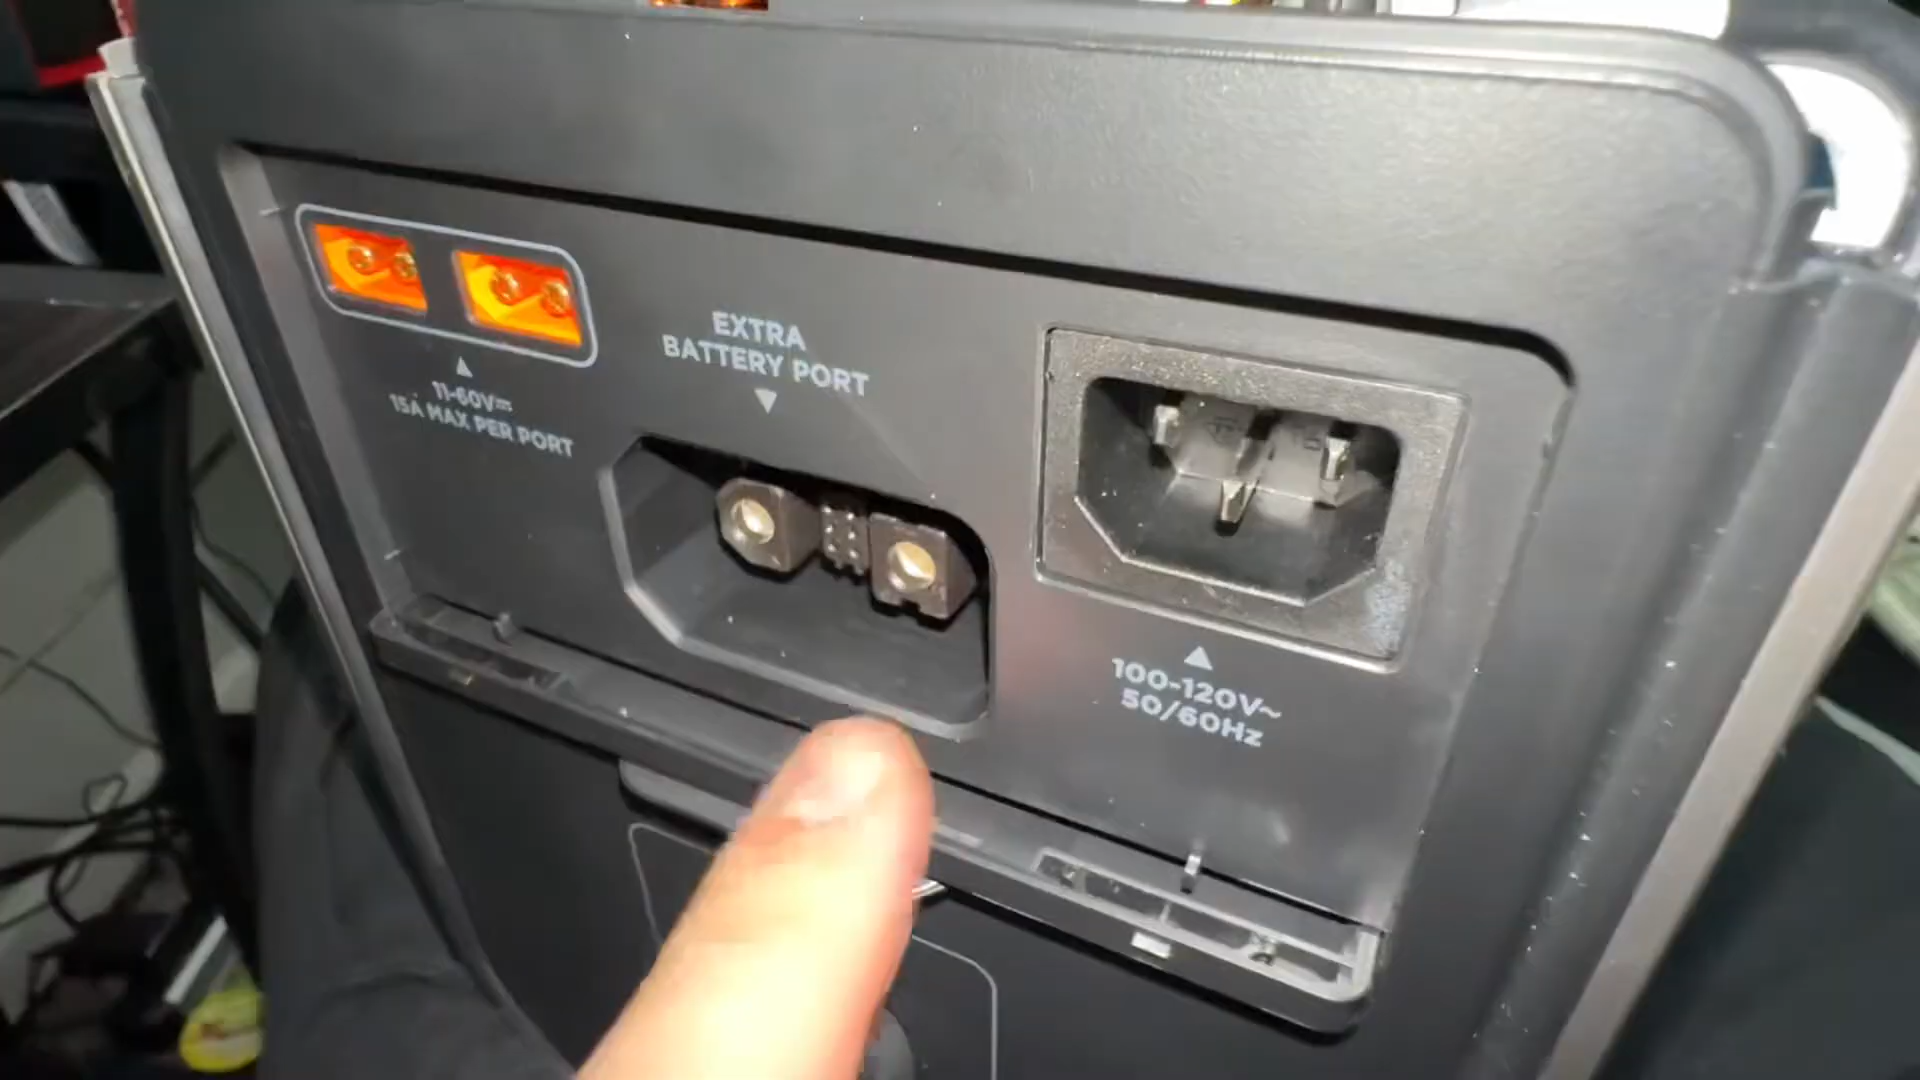 11-60V⎓
15A MAX PER PORT
EXTRA
BATTERY PORT
100-120V~
50/60Hz